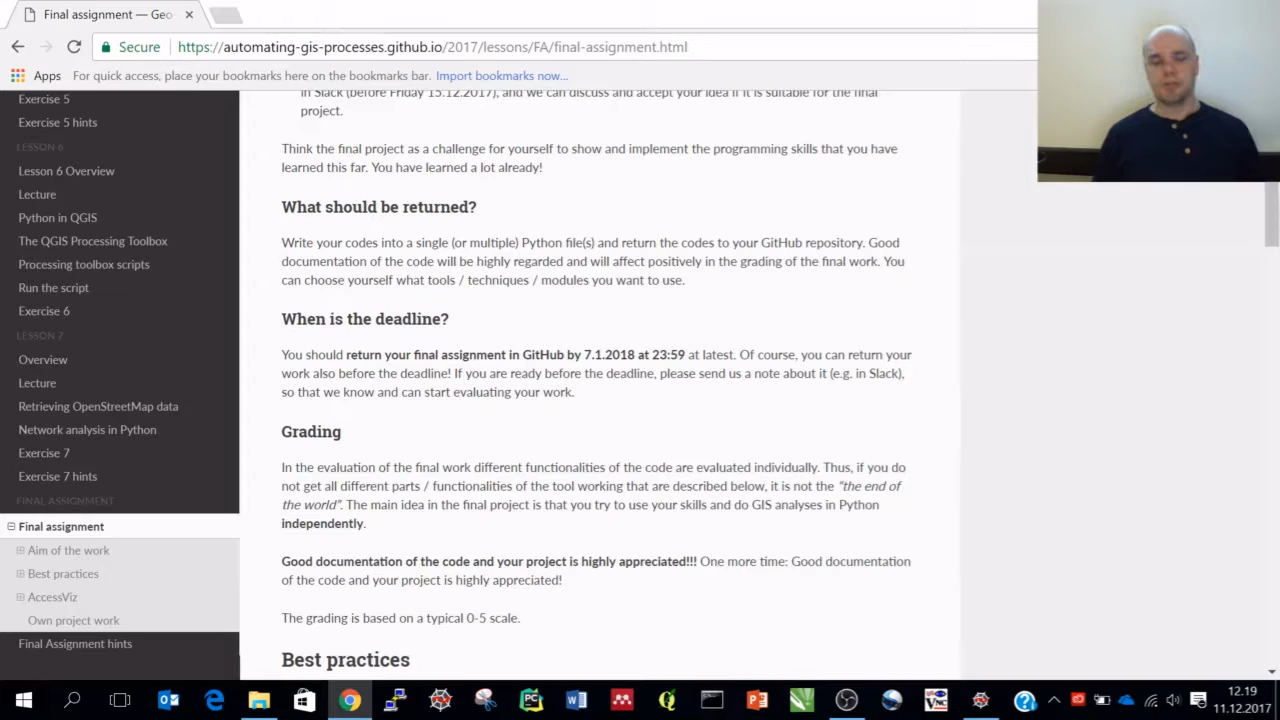 Final assignment — Geo-
Secure
https://automating-gis-processes.github.io/2017/lessons/FA/final-assignment.html
Apps
For quick access, place your bookmarks here on the bookmarks bar.
Import bookmarks now...
Exercise 5
Exercise 5 hints
LESSON 6
Lesson 6 Overview
Lecture
Python in QGIS
The QGIS Processing Toolbox
Processing toolbox scripts
Run the script
Exercise 6
LESSON 7
Overview
Lecture
Retrieving OpenStreetMap data
Network analysis in Python
Exercise 7
Exercise 7 hints
FINAL ASSIGNMENT
Final assignment
Aim of the work
Best practices
AccessViz
Own project work
Final Assignment hints
in Slack (before Friday 15.12.2017), and we can discuss and accept your idea if it is suitable for the final
project.
Think the final project as a challenge for yourself to show and implement the programming skills that you have
learned this far. You have learned a lot already!
What should be returned?
Write your codes into a single (or multiple) Python file(s) and return the codes to your GitHub repository. Good
documentation of the code will be highly regarded and will affect positively in the grading of the final work. You
can choose yourself what tools / techniques / modules you want to use.
When is the deadline?
You should return your final assignment in GitHub by 7.1.2018 at 23:59 at latest. Of course, you can return your
work also before the deadline! If you are ready before the deadline, please send us a note about it (e.g. in Slack),
so that we know and can start evaluating your work.
Grading
In the evaluation of the final work different functionalities of the code are evaluated individually. Thus, if you do
not get all different parts / functionalities of the tool working that are described below, it is not the "the end of
the world". The main idea in the final project is that you try to use your skills and do GIS analyses in Python
independently.
Good documentation of the code and your project is highly appreciated!!! One more time: Good documentation
of the code and your project is highly appreciated!
The grading is based on a typical 0-5 scale.
Best practices
12.19
11.12.2017